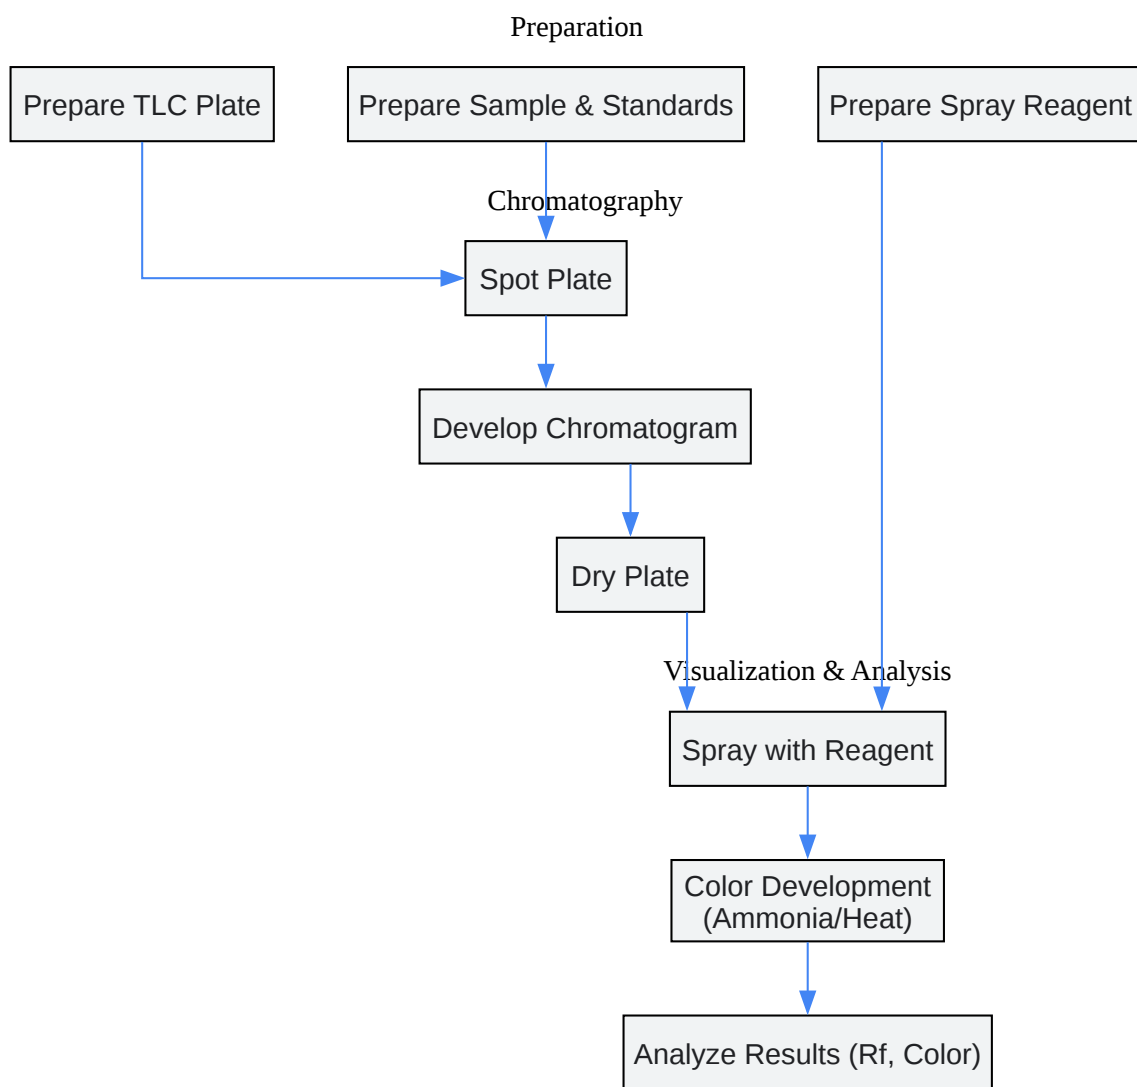 Preparation
Prepare TLC Plate
Prepare Sample & Standards
Prepare Spray Reagent
Chromatography
Spot Plate
Develop Chromatogram
Dry Plate
Visualization & Analysis
Spray with Reagent
Color Development
(Ammonia/Heat)
Analyze Results (Rf, Color)